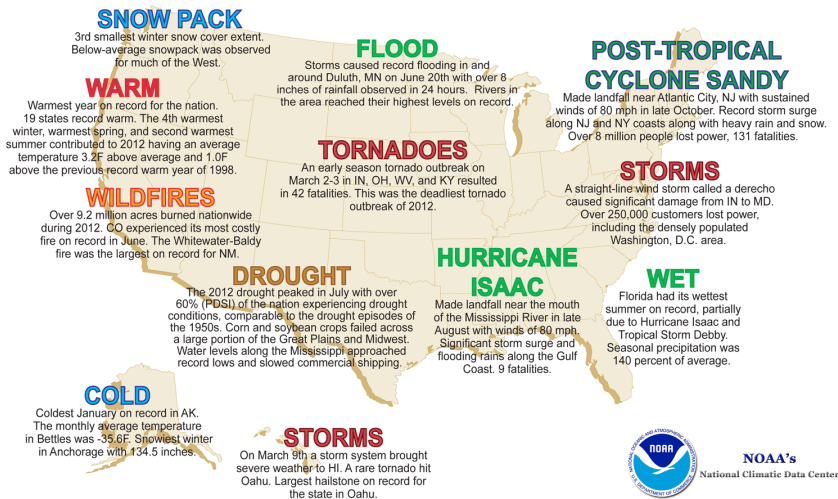 SNOW PACK
3rd smallest winter snow cover extent.
Below-average snowpack was observed
for much of the West.
FLOOD
Storms caused record flooding in and
around Duluth, MN on June 20th with over 8
inches of rainfall observed in 24 hours. Rivers in
the area reached their highest levels on record.
POST-TROPICAL
CYCLONE SANDY
Made landfall near Atlantic City, NJ with sustained
winds of 80 mph in late October. Record storm surge
along NJ and NY coasts along with heavy rain and snow.
Over 8 million people lost power, 131 fatalities.
WARM
Warmest year on record for the nation.
19 states record warm. The 4th warmest
winter, warmest spring, and second warmest
summer contributed to 2012 having an average
temperature 3.2F above average and 1.0F
above the previous record warm year of 1998.
TORNADOES
An early season tornado outbreak on
March 2-3 in IN, OH, WV, and KY resulted
in 42 fatalities. This was the deadliest tornado
outbreak of 2012.
STORMS
A straight-line wind storm called a derecho
caused significant damage from IN to MD.
Over 250,000 customers lost power,
including the densely populated
Washington, D.C. area.
WILDFIRES
Over 9.2 million acres burned nationwide
during 2012. CO experienced its most costly
fire on record in June. The Whitewater-Baldy
fire was the largest on record for NM.
DROUGHT
The 2012 drought peaked in July with over
60% (PDSI) of the nation experiencing drought
conditions, comparable to the drought episodes of
the 1950s. Corn and soybean crops failed across
a large portion of the Great Plains and Midwest.
Water levels along the Mississippi approached
record lows and slowed commercial shipping.
HURRICANE
ISAAC
Made landfall near the mouth
of the Mississippi River in late
August with winds of 80 mph.
Significant storm surge and
flooding rains along the Gulf
Coast. 9 fatalities.
WET
Florida had its wettest
summer on record, partially
due to Hurricane Isaac and
Tropical Storm Debby.
Seasonal precipitation was
140 percent of average.
COLD
Coldest January on record in AK.
The monthly average temperature
in Bettles was -35.6F. Snowiest winter
in Anchorage with 134.5 inches.
STORMS
On March 9th a storm system brought
severe weather to HI. A rare tornado hit
Oahu. Largest hailstone on record for
the state in Oahu.
NATIONAL OCEANIC AND ATMOSPHERIC ADMINISTRATION
NOAA
U.S. DEPARTMENT OF COMMERCE
NOAA's
National Climatic Data Center